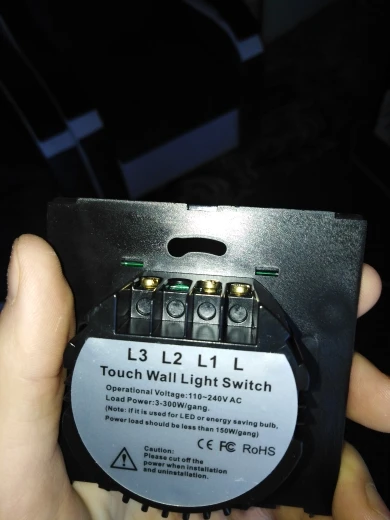 L3 L2 L1 L
Touch Wall Light Switch
Operational Voltage:110~240V AC
Load Power:3-300W/gang.
(Note: if it is used for LED or energy saving bulb,
Power load should be less than 150W/gang)
CE FC RoHS
Caution:
Please cut off the
power when installation
and uninstallation.